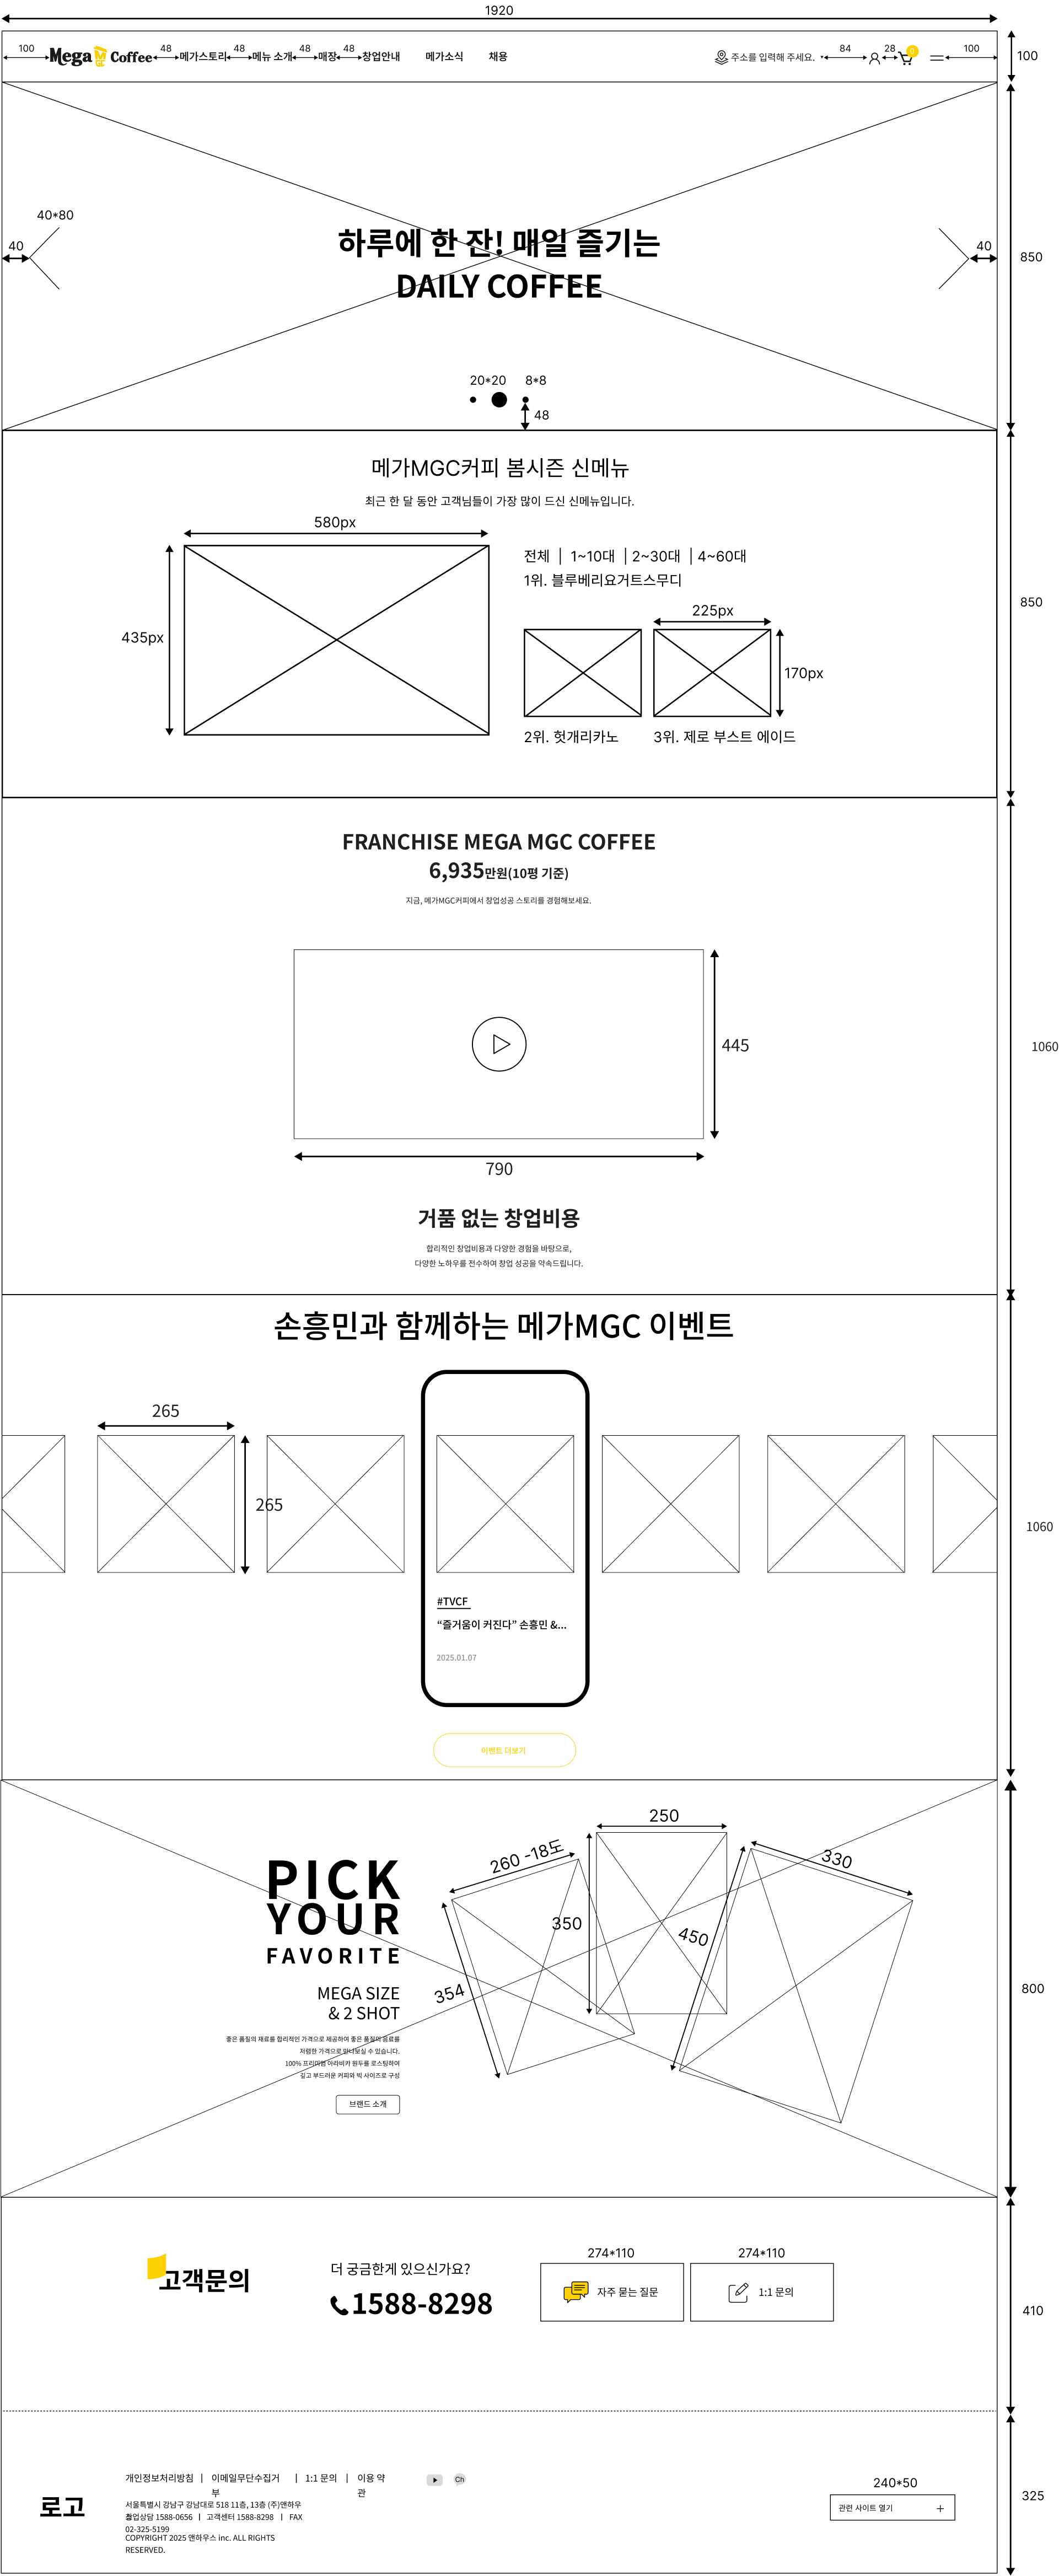 1920
100
Mega
Coffee
48
메가스토리
48
메뉴 소개
48
매장
48
창업안내
메가소식
채용
주소를 입력해 주세요.
84
28
0
100
100
40*80
40
하루에 한 잔! 매일 즐기는
DAILY COFFEE
40
850
20*20
8*8
48
메가MGC커피 봄시즌 신메뉴
최근 한 달 동안 고객님들이 가장 많이 드신 신메뉴입니다.
580px
전체 | 1~10대 | 2~30대 | 4~60대
1위. 블루베리요거트스무디
850
225px
435px
170px
2위. 헛개리카노
3위. 제로 부스트 에이드
FRANCHISE MEGA MGC COFFEE
6,935만원(10평 기준)
지금, 메가MGC커피에서 창업성공 스토리를 경험해보세요.
445
1060
790
거품 없는 창업비용
합리적인 창업비용과 다양한 경험을 바탕으로,
다양한 노하우를 전수하여 창업 성공을 약속드립니다.
손흥민과 함께하는 메가MGC 이벤트
265
265
1060
#TVCF
“즐거움이 커진다” 손흥민 &...
2025.01.07
이벤트 더보기
250
260 -18도
330
PICK
YOUR
FAVORITE
350
450
354
MEGA SIZE
& 2 SHOT
800
좋은 품질의 재료를 합리적인 가격으로 제공하여 좋은 품질의 음료를
저렴한 가격으로 만나보실 수 있습니다.
100% 프리미엄 아라비카 원두를 로스팅하여
깊고 부드러운 커피와 빅 사이즈로 구성
브랜드 소개
274*110
274*110
고객문의
더 궁금한게 있으신가요?
1588-8298
자주 묻는 질문
1:1 문의
410
개인정보처리방침 | 이메일무단수집거부 | 1:1 문의 | 이용 약관
Ch
240*50
로고
서울특별시 강남구 강남대로 518 11층, 13층 (주)앤하우
창업상담 1588-0656 | 고객센터 1588-8298 | FAX
02-325-5199
COPYRIGHT 2025 앤하우스 inc. ALL RIGHTS
RESERVED.
관련 사이트 열기 +
325